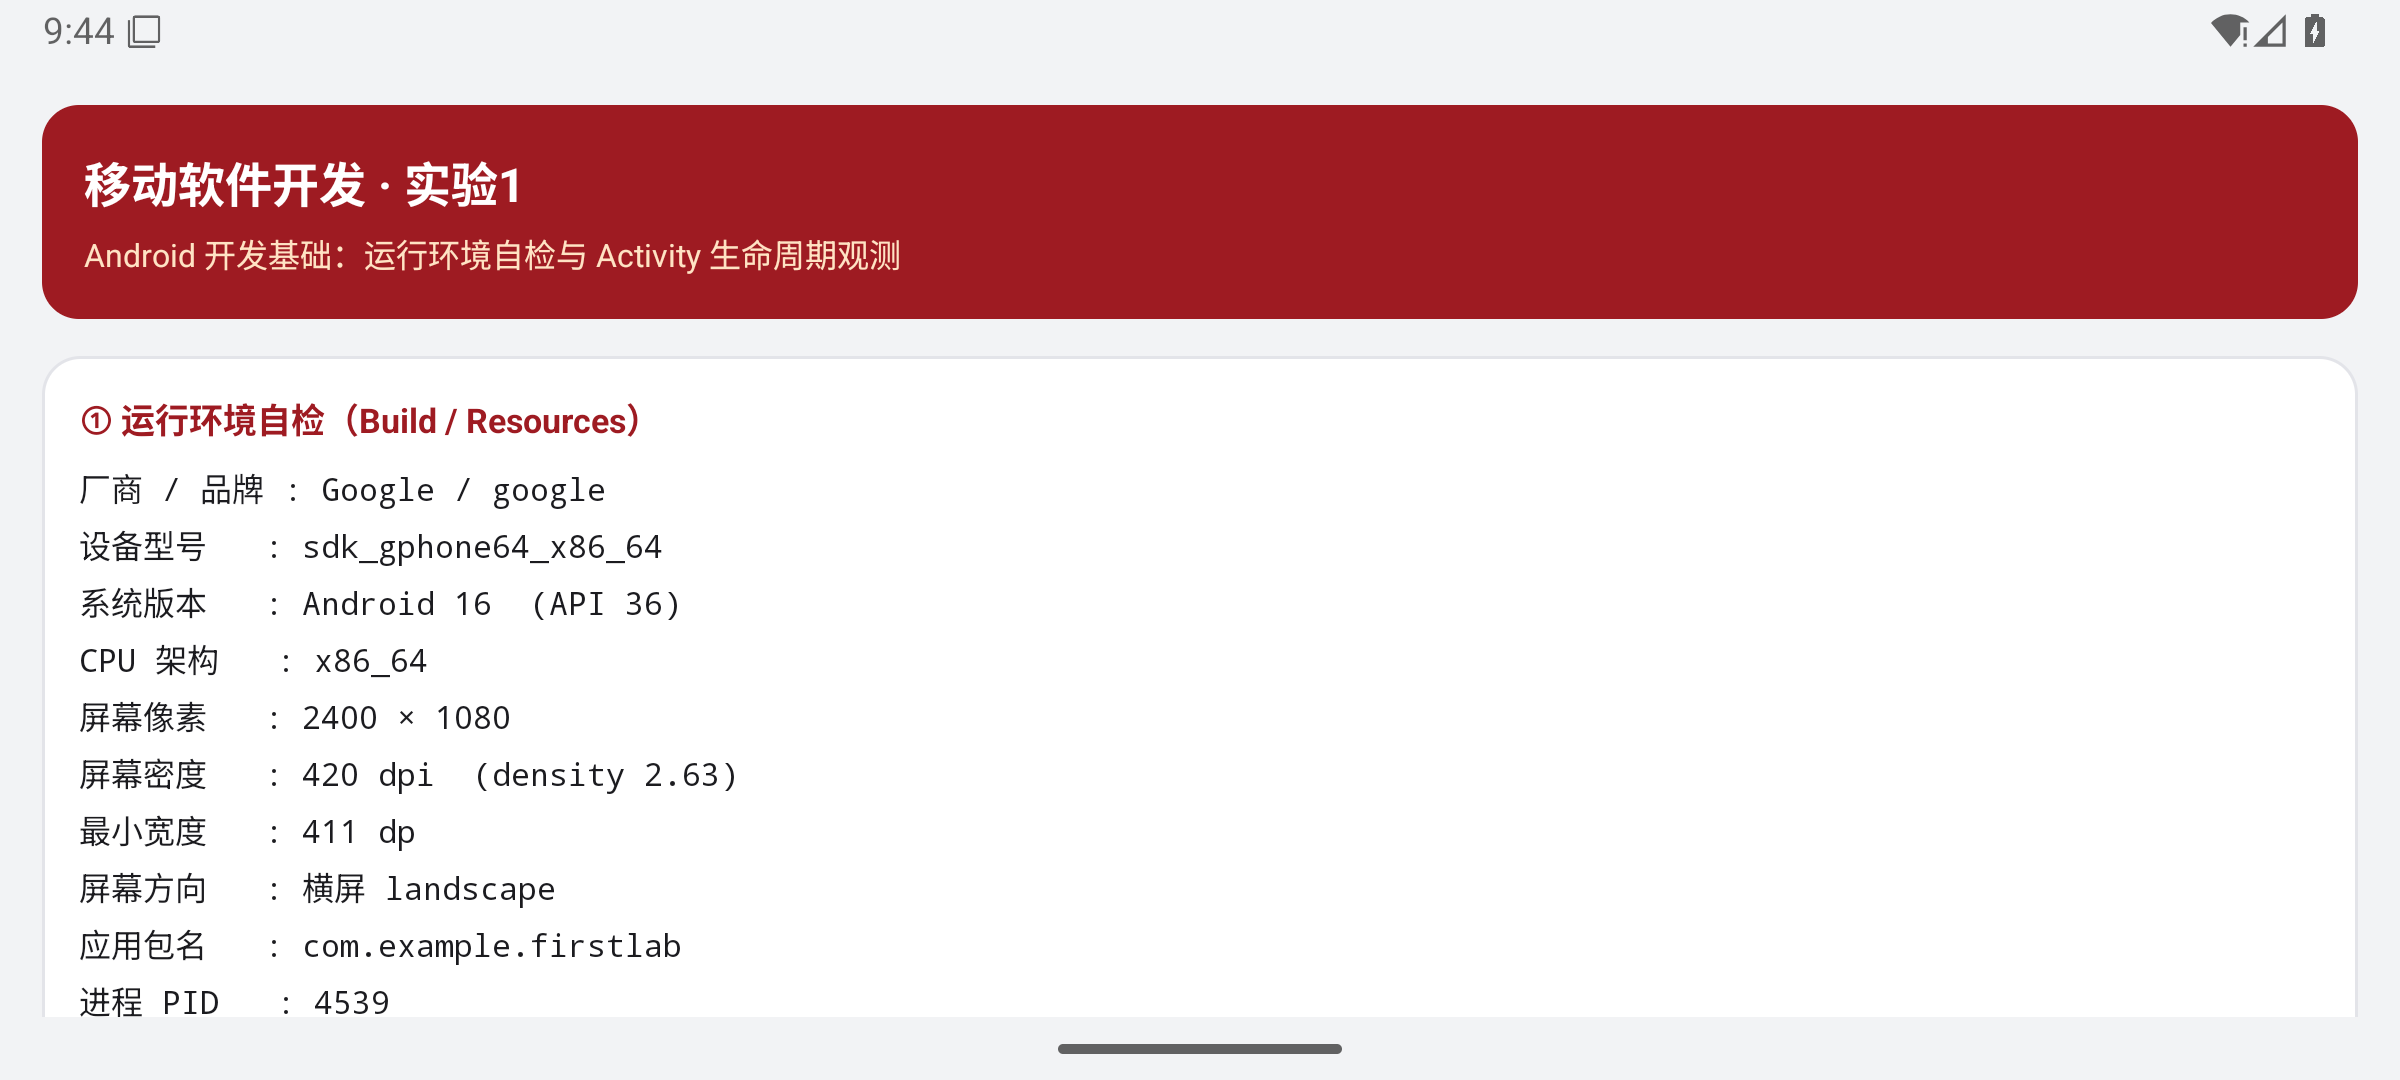 9:44
移动软件开发 · 实验1
Android 开发基础：运行环境自检与 Activity 生命周期观测
① 运行环境自检（Build / Resources）
厂商 / 品牌 : Google / google
设备型号   : sdk_gphone64_x86_64
系统版本   : Android 16  (API 36)
CPU 架构   : x86_64
屏幕像素   : 2400 × 1080
屏幕密度   : 420 dpi  (density 2.63)
最小宽度   : 411 dp
屏幕方向   : 横屏 landscape
应用包名   : com.example.firstlab
进程 PID   : 4539